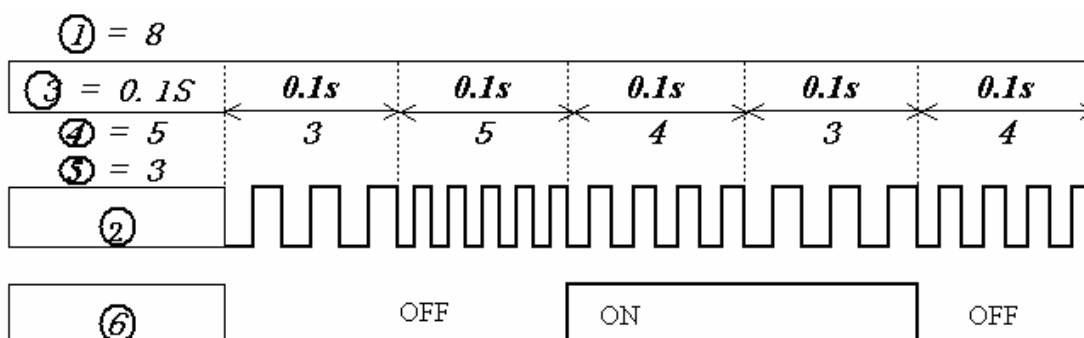 ① = 8
③ = 0.1S 0.1s 0.1s 0.1s 0.1s 0.1s
④ = 5 3 5 4 3 4
⑤ = 3
②
⑥ OFF ON OFF